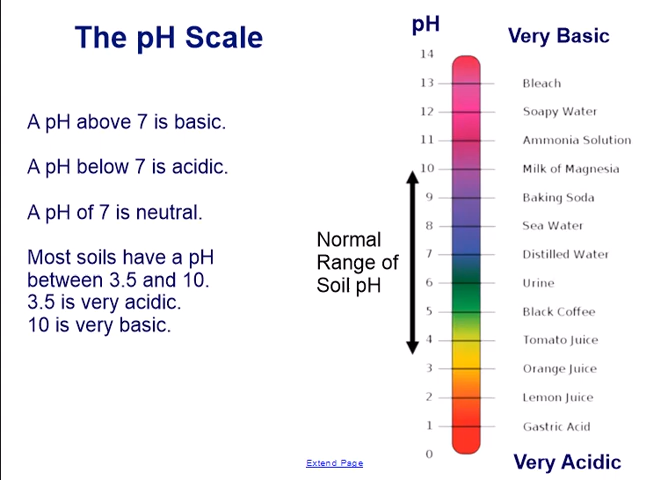 The pH Scale
A pH above 7 is basic.
A pH below 7 is acidic.
A pH of 7 is neutral.
Most soils have a pH
between 3.5 and 10.
3.5 is very acidic.
10 is very basic.
Normal
Range of
Soil pH
pH
Very Basic
14
13 Bleach
12 Soapy Water
11 Ammonia Solution
10 Milk of Magnesia
9 Baking Soda
8 Sea Water
7 Distilled Water
6 Urine
5 Black Coffee
4 Tomato Juice
3 Orange Juice
2 Lemon Juice
1 Gastric Acid
0
Very Acidic
Extend Page